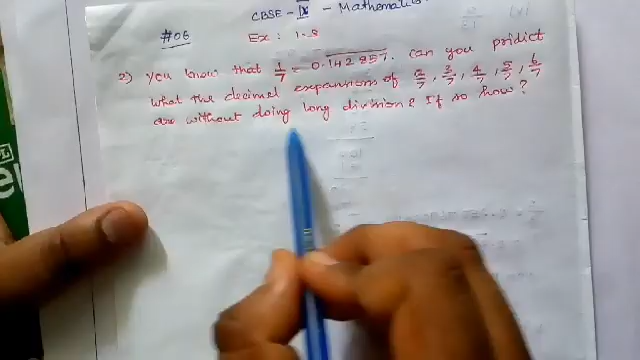 CBSE - IX - Mathematics
#06
Ex: 1.3
2) You know that 1/7 = 0.142857. Can you pridict
what the decimal expansions of 2/7, 3/7, 4/7, 5/7, 6/7
are without doing long division? If so how?